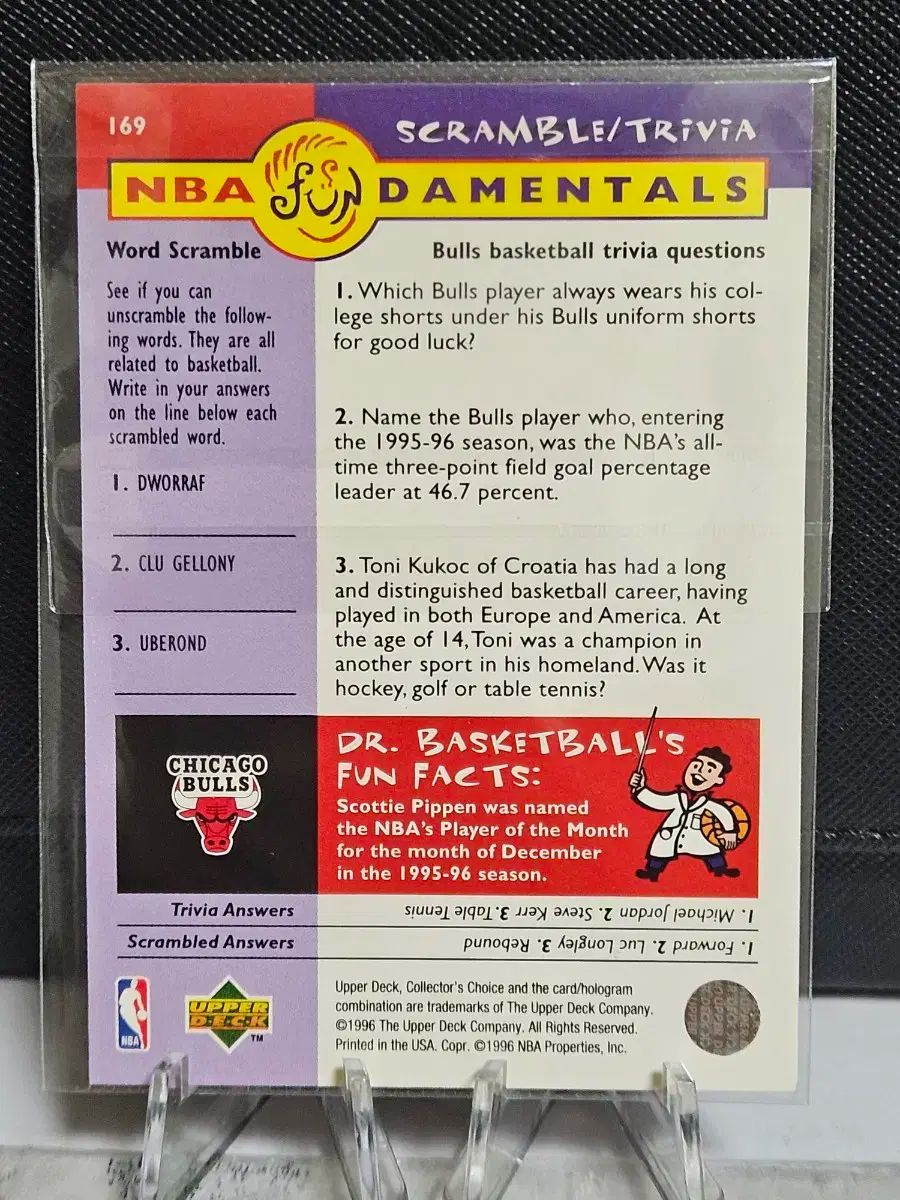 169
SCRAMBLE/TRiViA
NBA fUN DAMENTALS
Word Scramble
See if you can
unscramble the follow-
ing words. They are all
related to basketball.
Write in your answers
on the line below each
scrambled word.
1. DWORRAF
2. CLU GELLONY
3. UBEROND
Bulls basketball trivia questions
1. Which Bulls player always wears his col-
lege shorts under his Bulls uniform shorts
for good luck?
2. Name the Bulls player who, entering
the 1995-96 season, was the NBA's all-
time three-point field goal percentage
leader at 46.7 percent.
3. Toni Kukoc of Croatia has had a long
and distinguished basketball career, having
played in both Europe and America. At
the age of 14, Toni was a champion in
another sport in his homeland. Was it
hockey, golf or table tennis?
CHICAGO
BULLS
DR. BASKETBALL'S
FUN FACTS:
Scottie Pippen was named
the NBA's Player of the Month
for the month of December
in the 1995-96 season.
Trivia Answers
1. Michael Jordan 2. Steve Kerr 3. Table Tennis
Scrambled Answers
1. Forward 2. Luc Longley 3. Rebound
NBA
UPPER
DECK
TM
Upper Deck, Collector's Choice and the card/hologram
combination are trademarks of The Upper Deck Company.
©1996 The Upper Deck Company. All Rights Reserved.
Printed in the USA. Copr. ©1996 NBA Properties, Inc.